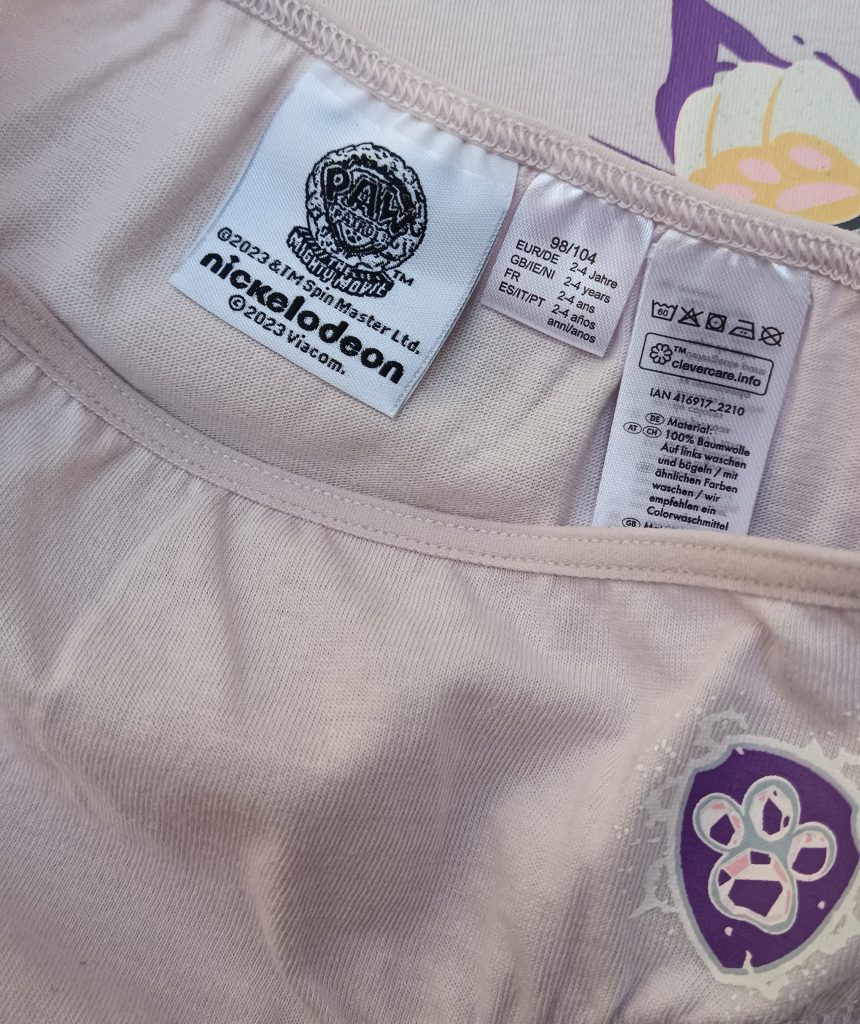 PAW
PATROL
TM
©2023 &TM Spin Master Ltd.
nickelodeon
©2023 Viacom.
98/104
EUR/DE 2-4 Jahre
GB/IE/NI 2-4 years
FR 2-4 ans
ES/IT/PT 2-4 años
anni/anos
60
TM
clevercare.info
IAN 416917_2210
DE Material:
AT CH 100% Baumwolle
Auf links waschen
und bügeln / mit
ähnlichen Farben
waschen / wir
empfehlen ein
Colorwaschmittel
GB